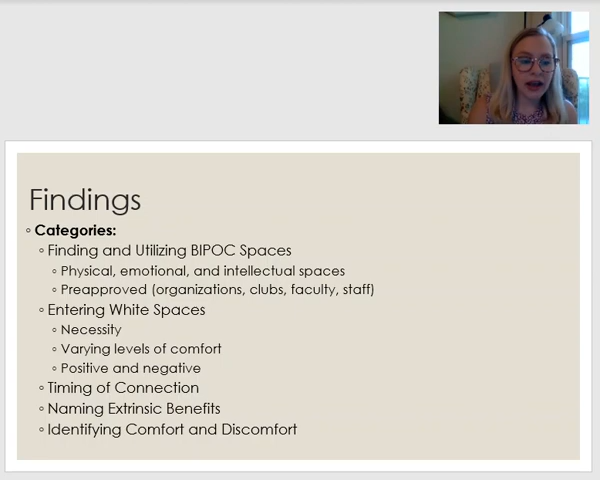 Findings
Categories:
Finding and Utilizing BIPOC Spaces
Physical, emotional, and intellectual spaces
Preapproved (organizations, clubs, faculty, staff)
Entering White Spaces
Necessity
Varying levels of comfort
Positive and negative
Timing of Connection
Naming Extrinsic Benefits
Identifying Comfort and Discomfort